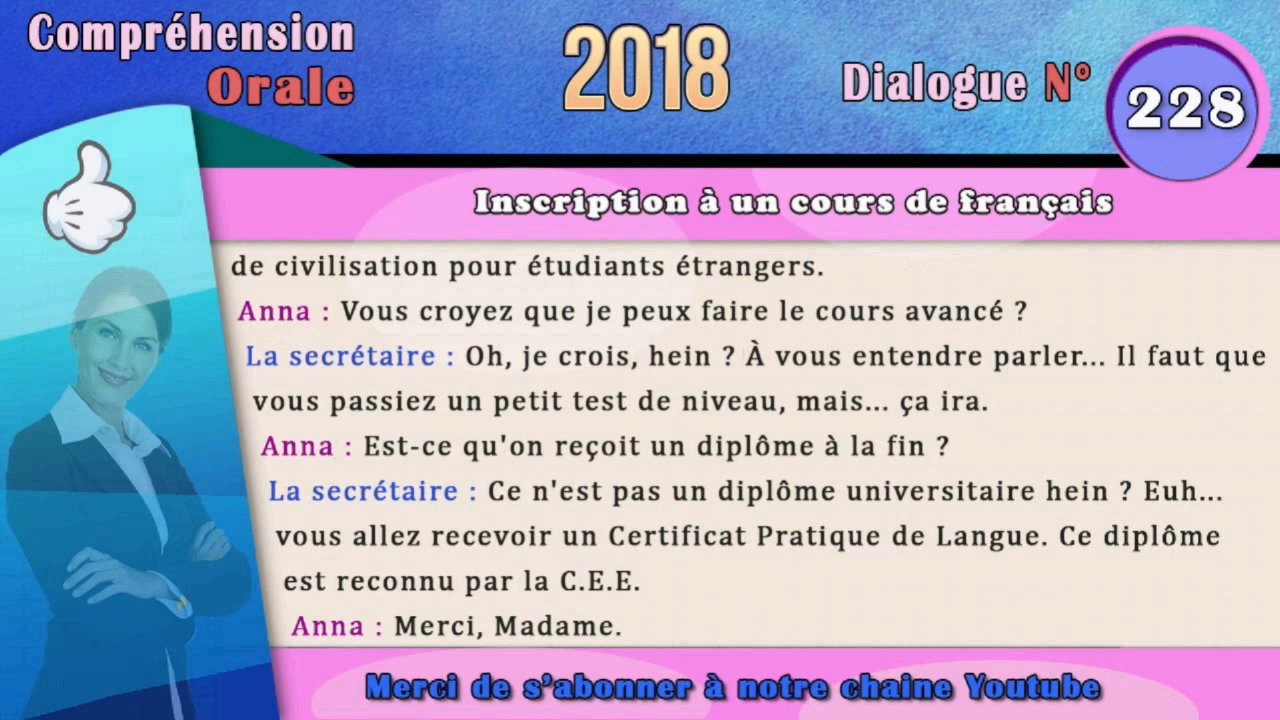 Compréhension
Orale
2018
Dialogue N°
228
Inscription à un cours de français
de civilisation pour étudiants étrangers.
Anna : Vous croyez que je peux faire le cours avancé ?
La secrétaire : Oh, je crois, hein ? À vous entendre parler... Il faut que
vous passiez un petit test de niveau, mais... ça ira.
Anna : Est-ce qu'on reçoit un diplôme à la fin ?
La secrétaire : Ce n'est pas un diplôme universitaire hein ? Euh...
vous allez recevoir un Certificat Pratique de Langue. Ce diplôme
est reconnu par la C.E.E.
Anna : Merci, Madame.
Merci de s'abonner à notre chaine Youtube